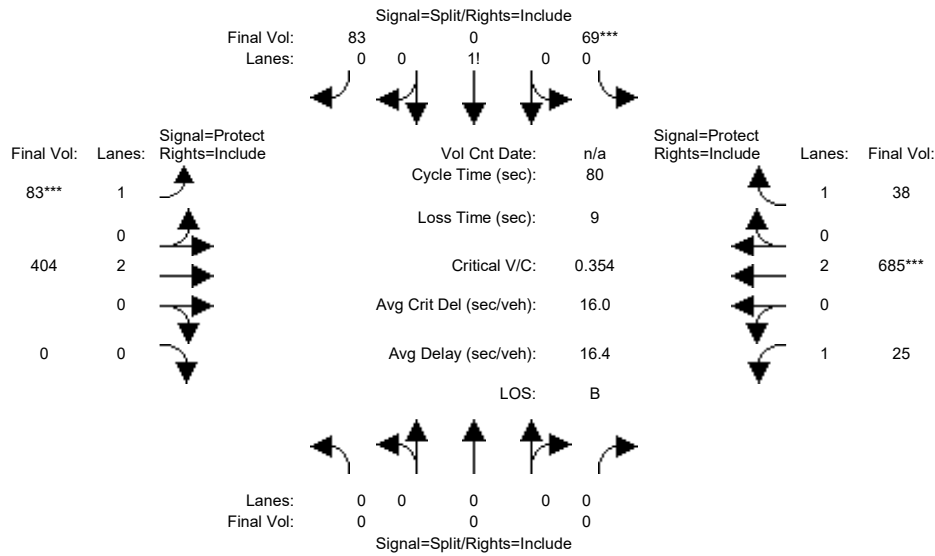 Signal=Split/Rights=Include
Final Vol: 83 0 69***
Lanes: 0 0 1! 0 0
Signal=Protect
Final Vol: Lanes: Rights=Include
Vol Cnt Date: n/a
Signal=Protect
Rights=Include Lanes: Final Vol:
Cycle Time (sec): 80
83*** 1
1 38
Loss Time (sec): 9
0
0
404 2
Critical V/C: 0.354
2 685***
0
Avg Crit Del (sec/veh): 16.0
0
0 0
Avg Delay (sec/veh): 16.4
1 25
LOS: B
Lanes: 0 0 0 0 0
Final Vol: 0 0 0
Signal=Split/Rights=Include